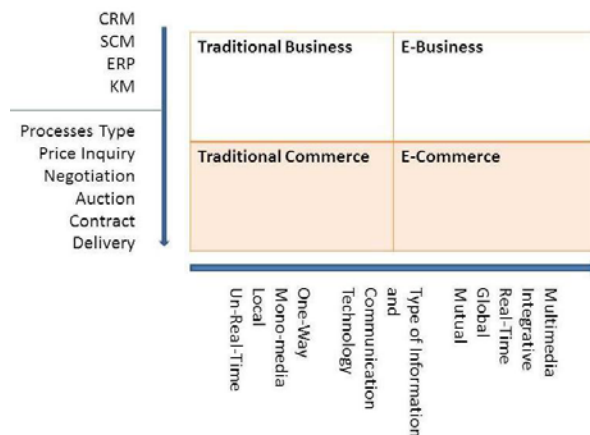 CRM
SCM
ERP
KM
Traditional Business
E-Business
Processes Type
Price Inquiry
Negotiation
Auction
Contract
Delivery
Traditional Commerce
E-Commerce
Un-Real-Time
Local
Mono-media
One-Way
Technology
Communication
and
Type of Information
Mutual
Global
Real-Time
Integrative
Multimedia